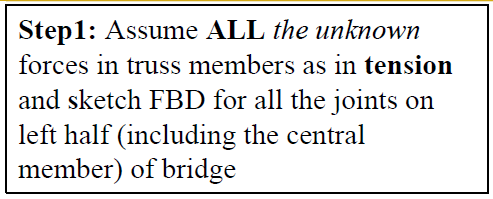 Step1: Assume ALL the unknown
forces in truss members as in tension
and sketch FBD for all the joints on
left half (including the central
member) of bridge